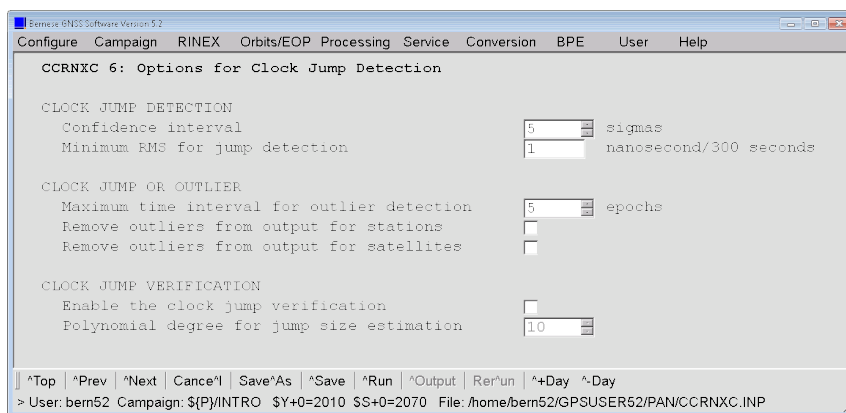 Bernese GNSS Software Version 5.2
Configure Campaign RINEX Orbits/EOP Processing Service Conversion BPE User Help
CCRNXC 6: Options for Clock Jump Detection
CLOCK JUMP DETECTION
Confidence interval 5 sigmas
Minimum RMS for jump detection 1 nanosecond/300 seconds
CLOCK JUMP OR OUTLIER
Maximum time interval for outlier detection 5 epochs
Remove outliers from output for stations
Remove outliers from output for satellites
CLOCK JUMP VERIFICATION
Enable the clock jump verification
Polynomial degree for jump size estimation 10
^Top | ^Prev | ^Next | Cance^l | Save^As | ^Save | ^Run | ^Output | Rer^un | ^+Day ^-Day
> User: bern52 Campaign: ${P}/INTRO $Y+0=2010 $S+0=2070 File: /home/bern52/GPSUSER52/PAN/CCRNXC.INP